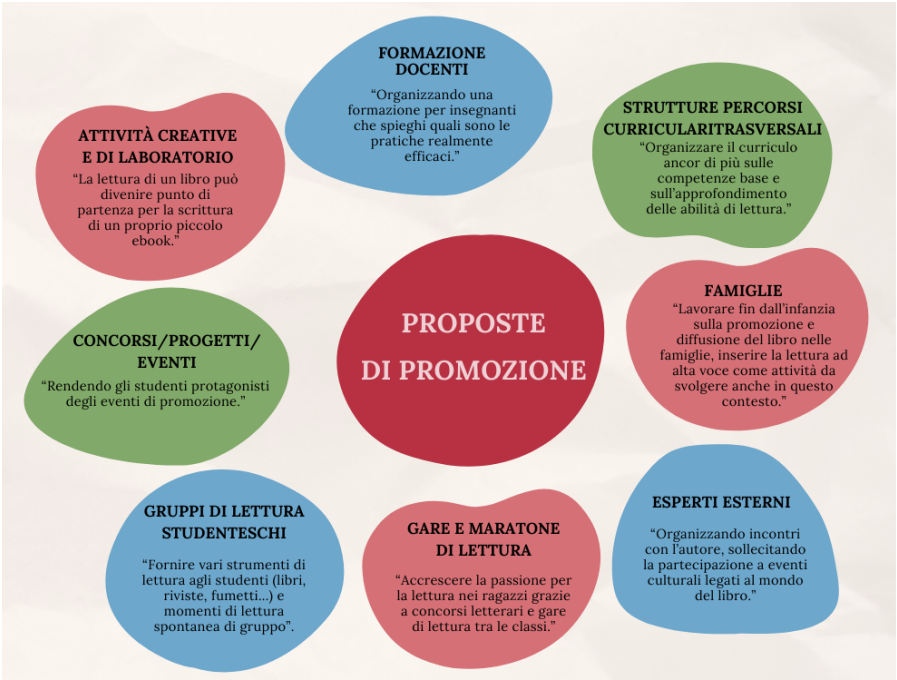 FORMAZIONE
DOCENTI
“Organizzando una
formazione per insegnanti
che spieghi quali sono le
pratiche realmente
efficaci.”
STRUTTURE PERCORSI
CURRICULARITRASVERSALI
“Organizzare il curriculo
ancor di più sulle
competenze base e
sull’approfondimento
delle abilità di lettura.”
ATTIVITÀ CREATIVE
E DI LABORATORIO
“La lettura di un libro può
divenire punto di
partenza per la scrittura
di un proprio piccolo
ebook.”
PROPOSTE
DI PROMOZIONE
FAMIGLIE
“Lavorare fin dall’infanzia
sulla promozione e
diffusione del libro nelle
famiglie, inserire la lettura ad
alta voce come attività da
svolgere anche in questo
contesto.”
CONCORSI/PROGETTI/
EVENTI
“Rendendo gli studenti protagonisti
degli eventi di promozione.”
GRUPPI DI LETTURA
STUDENTESCHI
“Fornire vari strumenti di
lettura agli studenti (libri,
riviste, fumetti...) e
momenti di lettura
spontanea di gruppo”.
GARE E MARATONE
DI LETTURA
“Accrescere la passione per
la lettura nei ragazzi grazie
a concorsi letterari e gare
di lettura tra le classi.”
ESPERTI ESTERNI
“Organizzando incontri
con l’autore, sollecitando
la partecipazione a eventi
culturali legati al mondo
del libro.”